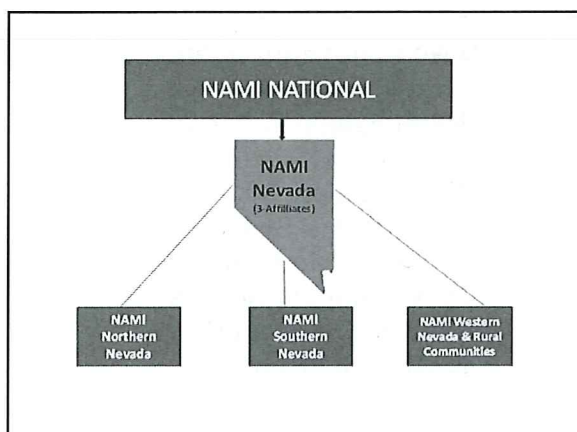 NAMI NATIONAL
NAMI
Nevada
(3-Affiliates)
NAMI
Northern
Nevada
NAMI
Southern
Nevada
NAMI Western
Nevada & Rural
Communities